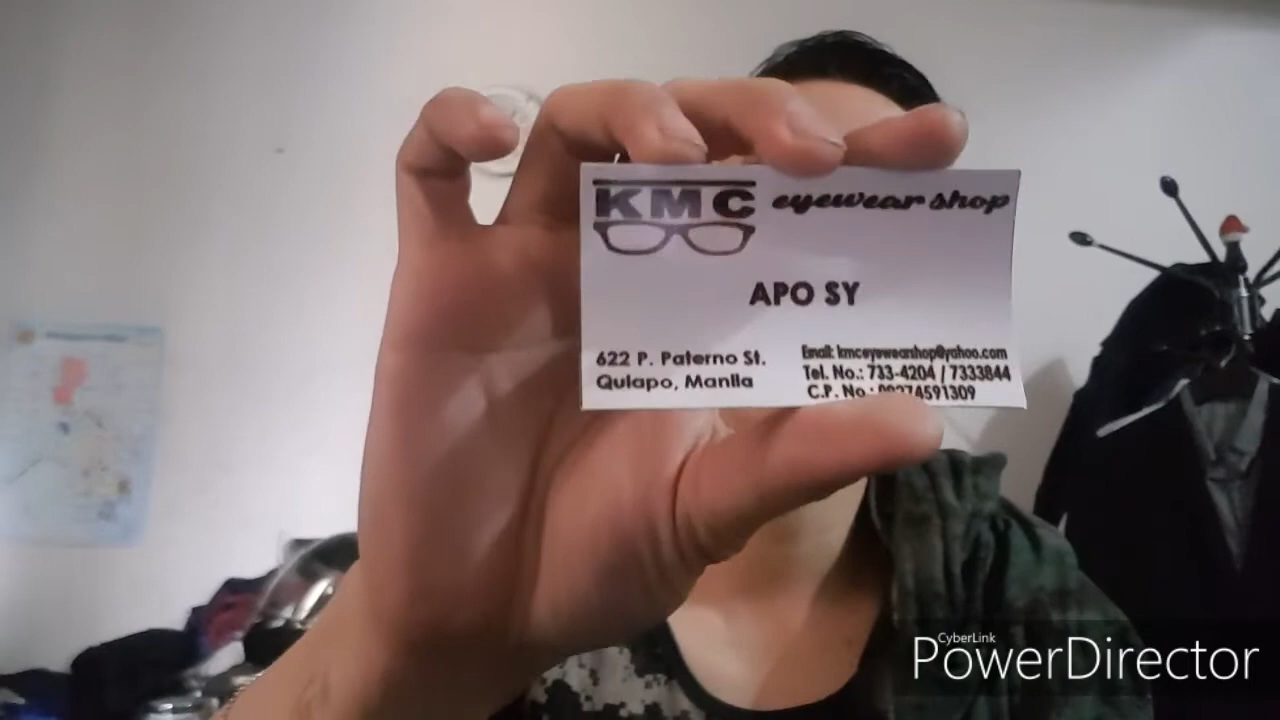 KMC eyewear shop
APO SY
622 P. Paterno St.
Quiapo, Manila
Email: kmceyewearshop@yahoo.com
Tel. No.: 733-4204 / 7333844
C.P. No.:
CyberLink
PowerDirector